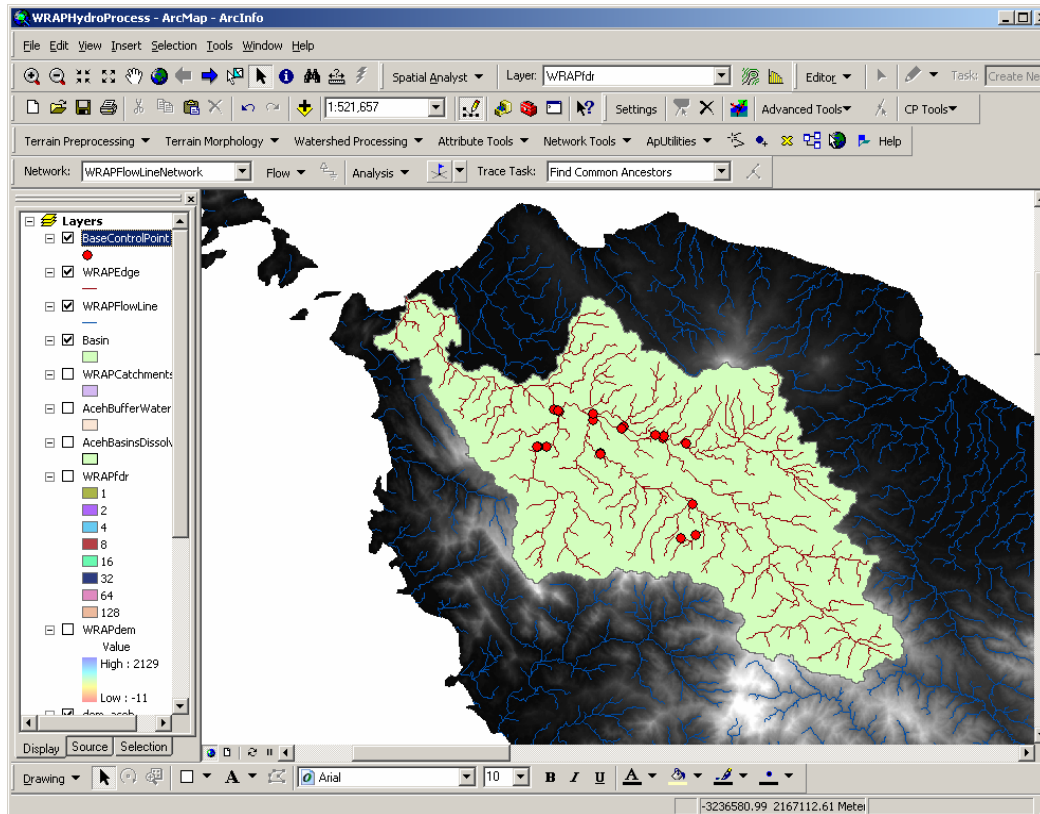 WRAPHydroProcess - ArcMap - ArcInfo
File Edit View Insert Selection Tools Window Help
Spatial Analyst Layer: WRAPfdr Editor Task: Create Ne
1:521,657 Settings Advanced Tools CP Tools
Terrain Preprocessing Terrain Morphology Watershed Processing Attribute Tools Network Tools ApUtilities Help
Network: WRAPFlowLineNetwork Flow Analysis Trace Task: Find Common Ancestors
Layers
BaseControlPoint
WRAPEdge
WRAPFlowLine
Basin
WRAPCatchments
AcehBufferWater
AcehBasinsDissolv
WRAPfdr
1
2
4
8
16
32
64
128
WRAPdem
Value
High : 2129
Low : -11
dem_aceh
Display Source Selection
Drawing A Arial 10 B I U A
-3236580.99 2167112.61 Meter